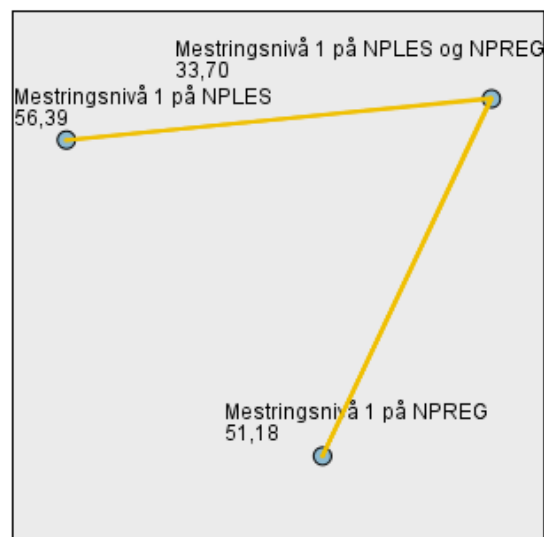 Mestringsnivå 1 på NPLES og NPREG
33,70
Mestringsnivå 1 på NPLES
56,39
Mestringsnivå 1 på NPREG
51,18